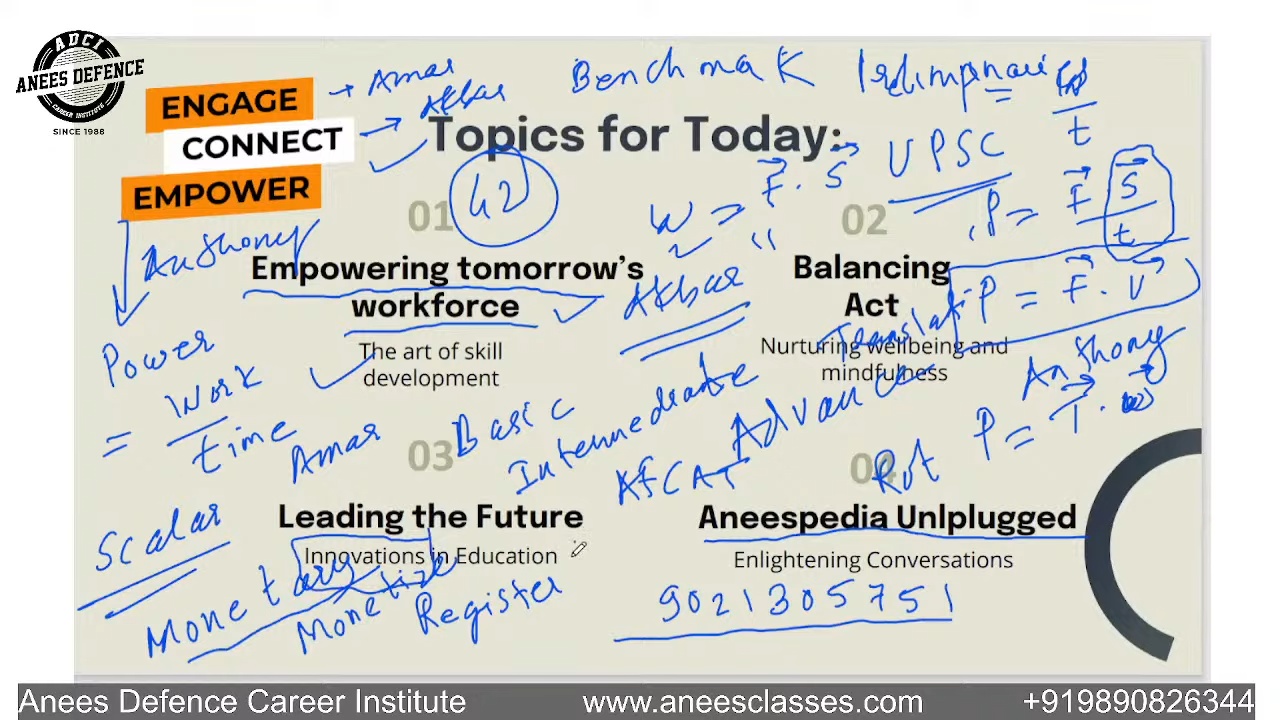 ADCI
ANEES DEFENCE
CAREER INSTITUTE
SINCE 1988
ENGAGE
CONNECT
EMPOWER
Amar
Akbar
Anthony
Benchmark
UPSC
Topics for Today:
01
42
Empowering tomorrow's
workforce
The art of skill
development
W = F . S
Akbar
02
Balancing
Act
Nurturing wellbeing and
mindfulness
P = F S
t
P = F . V
Anthony
Rot P = T . ω
Power
= Work
time
Scalar
Amar
Basic
Intermediate
Advance
AFCAT
03
Leading the Future
Innovations in Education
Monetary
Monetize
Register
04
Aneespedia Unlplugged
Enlightening Conversations
9021305751
Anees Defence Career Institute www.aneesclasses.com +919890826344